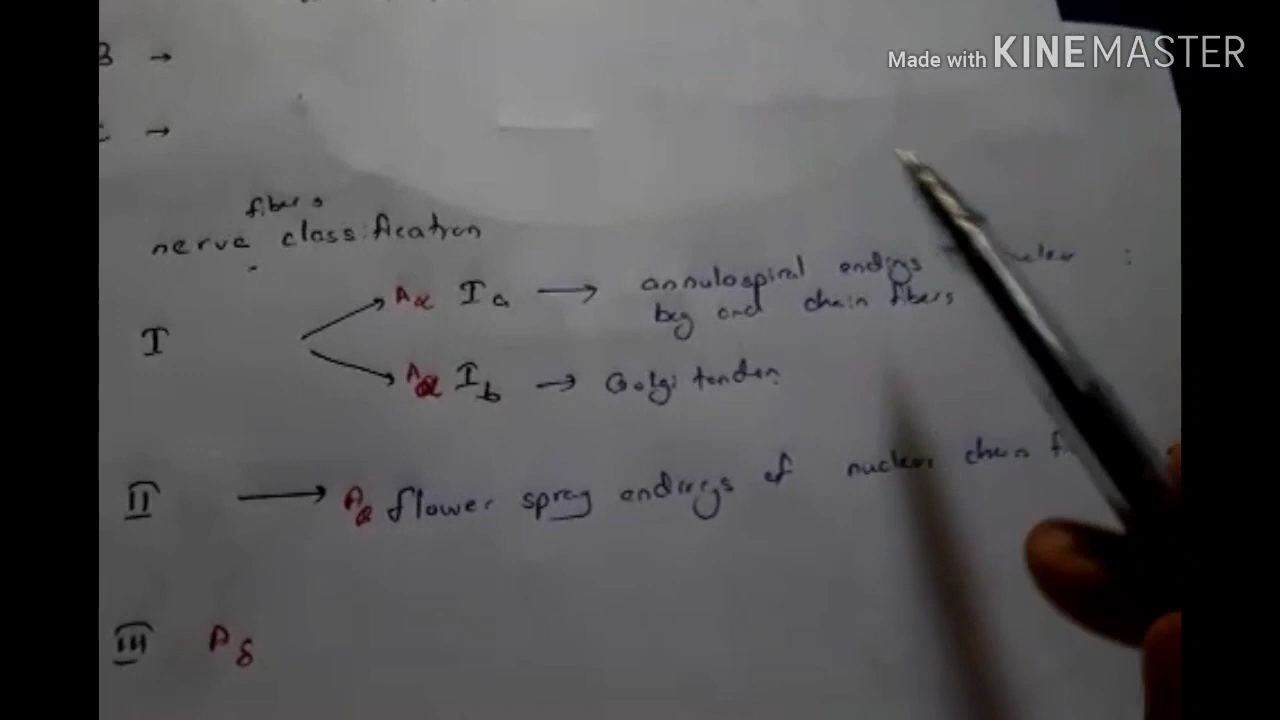 Made with KINEMASTER
B →
→
fibers
nerve classification
I
Aα Ia → annulospiral endings
bag and chain fibers
Aα Ib → Golgi tendon
II → flower spray endings of nuclear chain
III Aδ